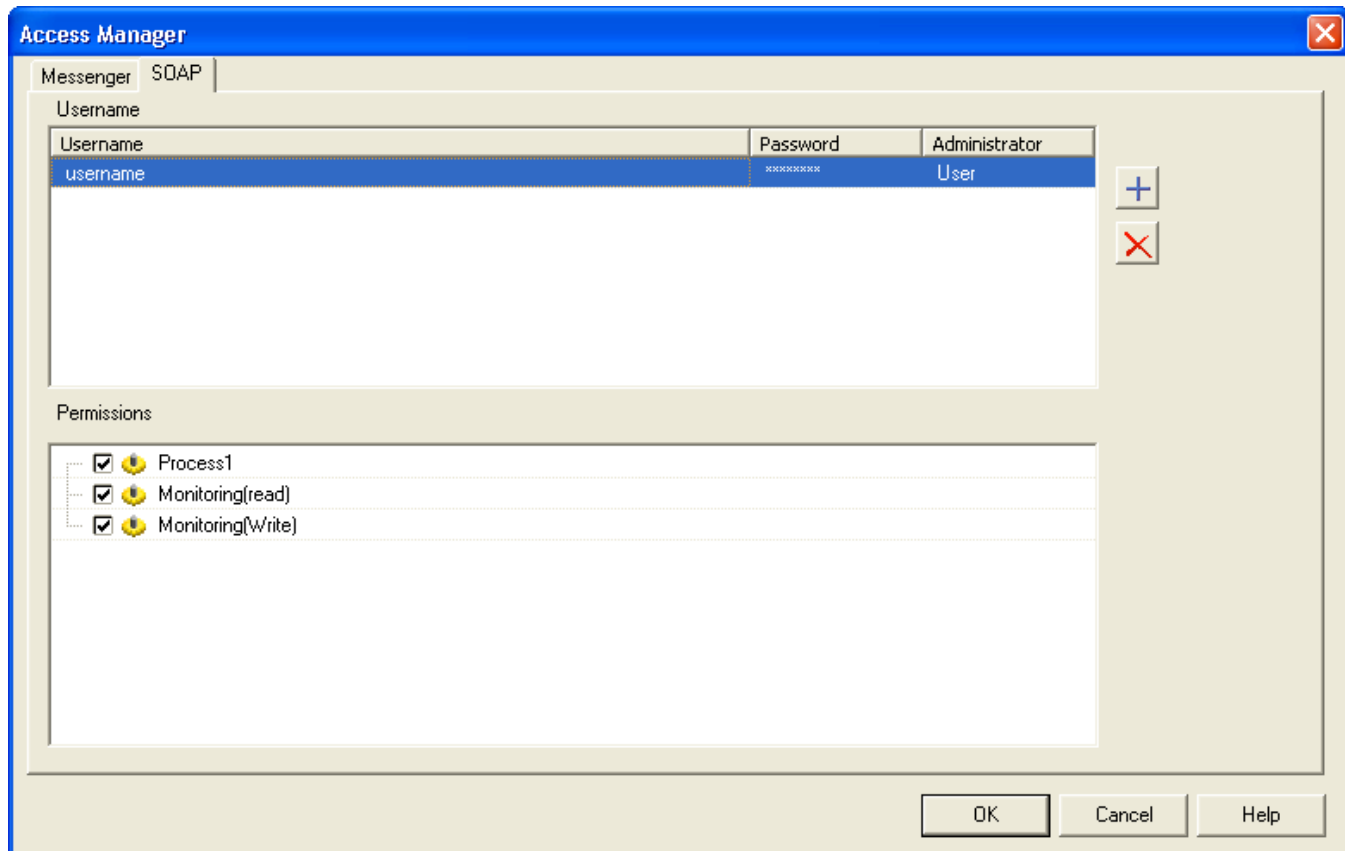 Access Manager
Messenger SOAP
Username
Username Password Administrator
username ******** User
Permissions
Process1
Monitoring(read)
Monitoring(Write)
OK Cancel Help